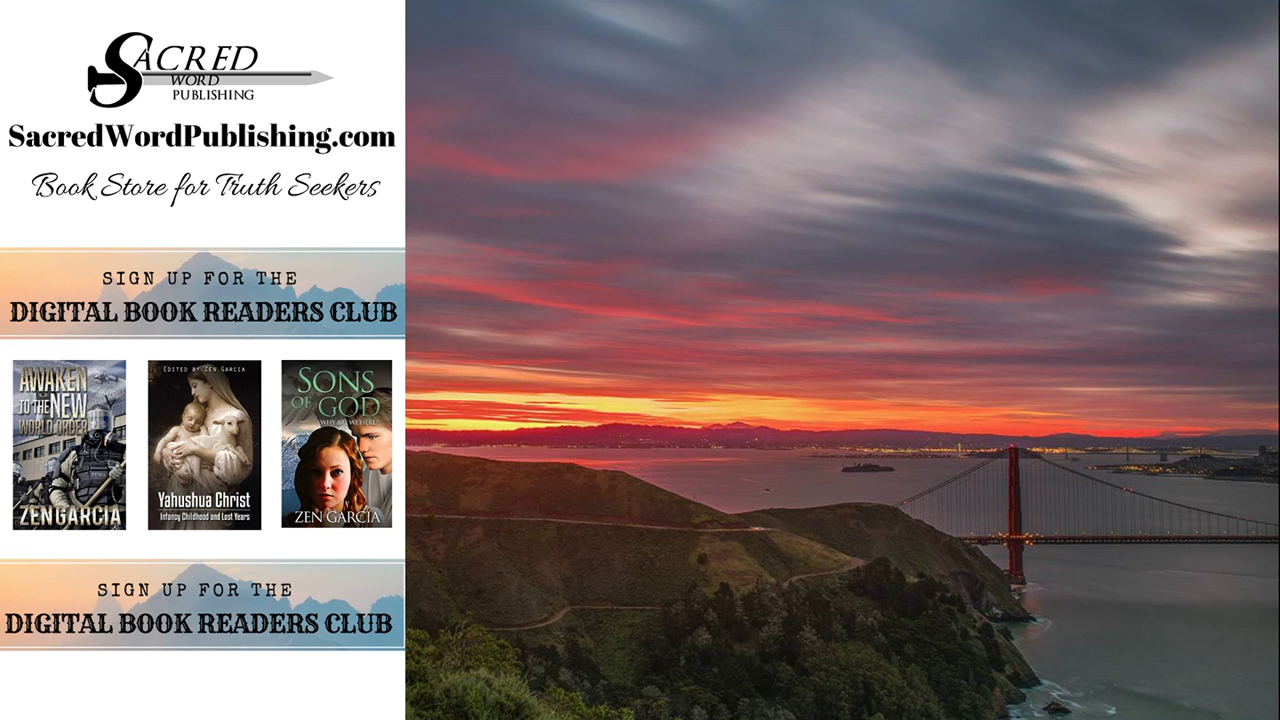 SACRED
WORD
PUBLISHING
SacredWordPublishing.com
Book Store for Truth Seekers
SIGN UP FOR THE
DIGITAL BOOK READERS CLUB
AWAKEN
TO THE NEW
WORLD ORDER
ZEN GARCIA
EDITED BY ZEN GARCIA
Yahushua Christ
Infancy Childhood and Lost Years
SONS
OF GOD
WHY ARE WE HERE?
ZEN GARCIA
SIGN UP FOR THE
DIGITAL BOOK READERS CLUB